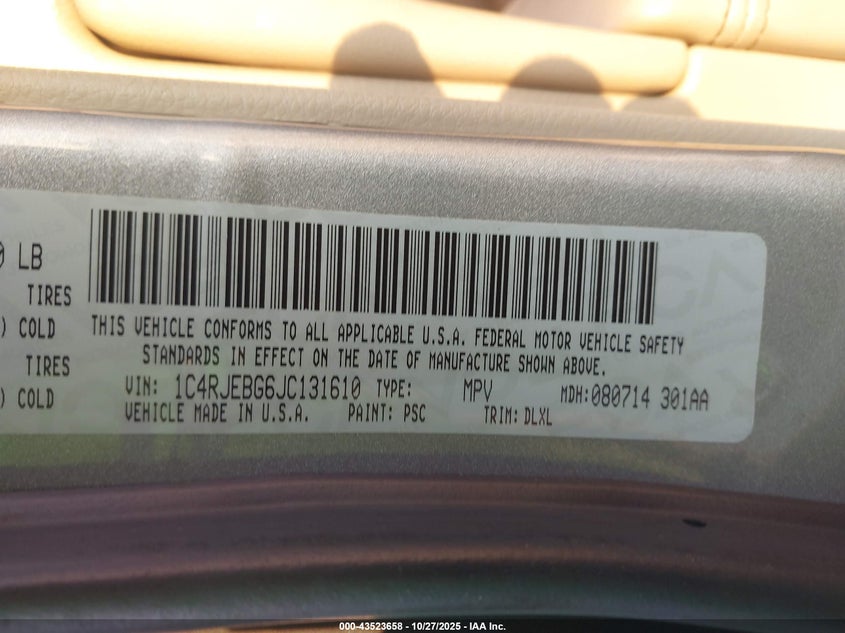 0 LB
TIRES
) COLD
TIRES
) COLD
THIS VEHICLE CONFORMS TO ALL APPLICABLE U.S.A. FEDERAL MOTOR VEHICLE SAFETY
STANDARDS IN EFFECT ON THE DATE OF MANUFACTURE SHOWN ABOVE.
VIN: 1C4RJEBG6JC131610 TYPE: MPV MDH:080714 301AA
VEHICLE MADE IN U.S.A. PAINT: PSC TRIM: DLXL
000-43523658 - 10/27/2025 - IAA Inc.